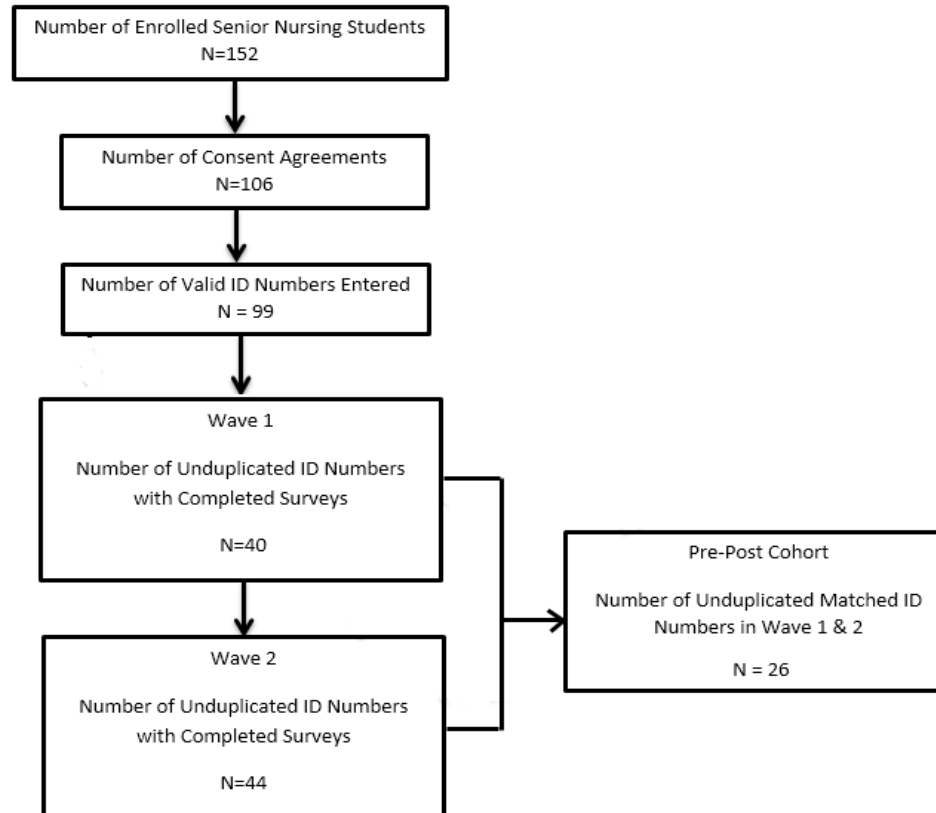 Number of Enrolled Senior Nursing Students
N=152
Number of Consent Agreements
N=106
Number of Valid ID Numbers Entered
N = 99
Wave 1
Number of Unduplicated ID Numbers
with Completed Surveys
N=40
Wave 2
Number of Unduplicated ID Numbers
with Completed Surveys
N=44
Pre-Post Cohort
Number of Unduplicated Matched ID
Numbers in Wave 1 & 2
N = 26